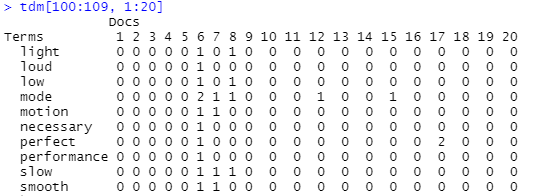 > tdm[100:109, 1:20]
Docs
Terms 1 2 3 4 5 6 7 8 9 10 11 12 13 14 15 16 17 18 19 20
light 0 0 0 0 0 1 0 1 0 0 0 0 0 0 0 0 0 0 0 0
loud 0 0 0 0 0 1 0 0 0 0 0 0 0 0 0 0 0 0 0 0
low 0 0 0 0 0 1 0 1 0 0 0 0 0 0 0 0 0 0 0 0
mode 0 0 0 0 0 2 1 1 0 0 0 1 0 0 1 0 0 0 0 0
motion 0 0 0 0 0 1 1 0 0 0 0 0 0 0 0 0 0 0 0 0
necessary 0 0 0 0 0 1 0 0 0 0 0 0 0 0 0 0 0 0 0 0
perfect 0 0 0 0 0 1 0 0 0 0 0 0 0 0 0 0 2 0 0 0
performance 0 0 0 0 0 1 0 0 0 0 0 0 0 0 0 0 0 0 0 0
slow 0 0 0 0 0 1 1 1 0 0 0 0 0 0 0 0 0 0 0 0
smooth 0 0 0 0 0 1 1 0 0 0 0 0 0 0 0 0 0 0 0 0